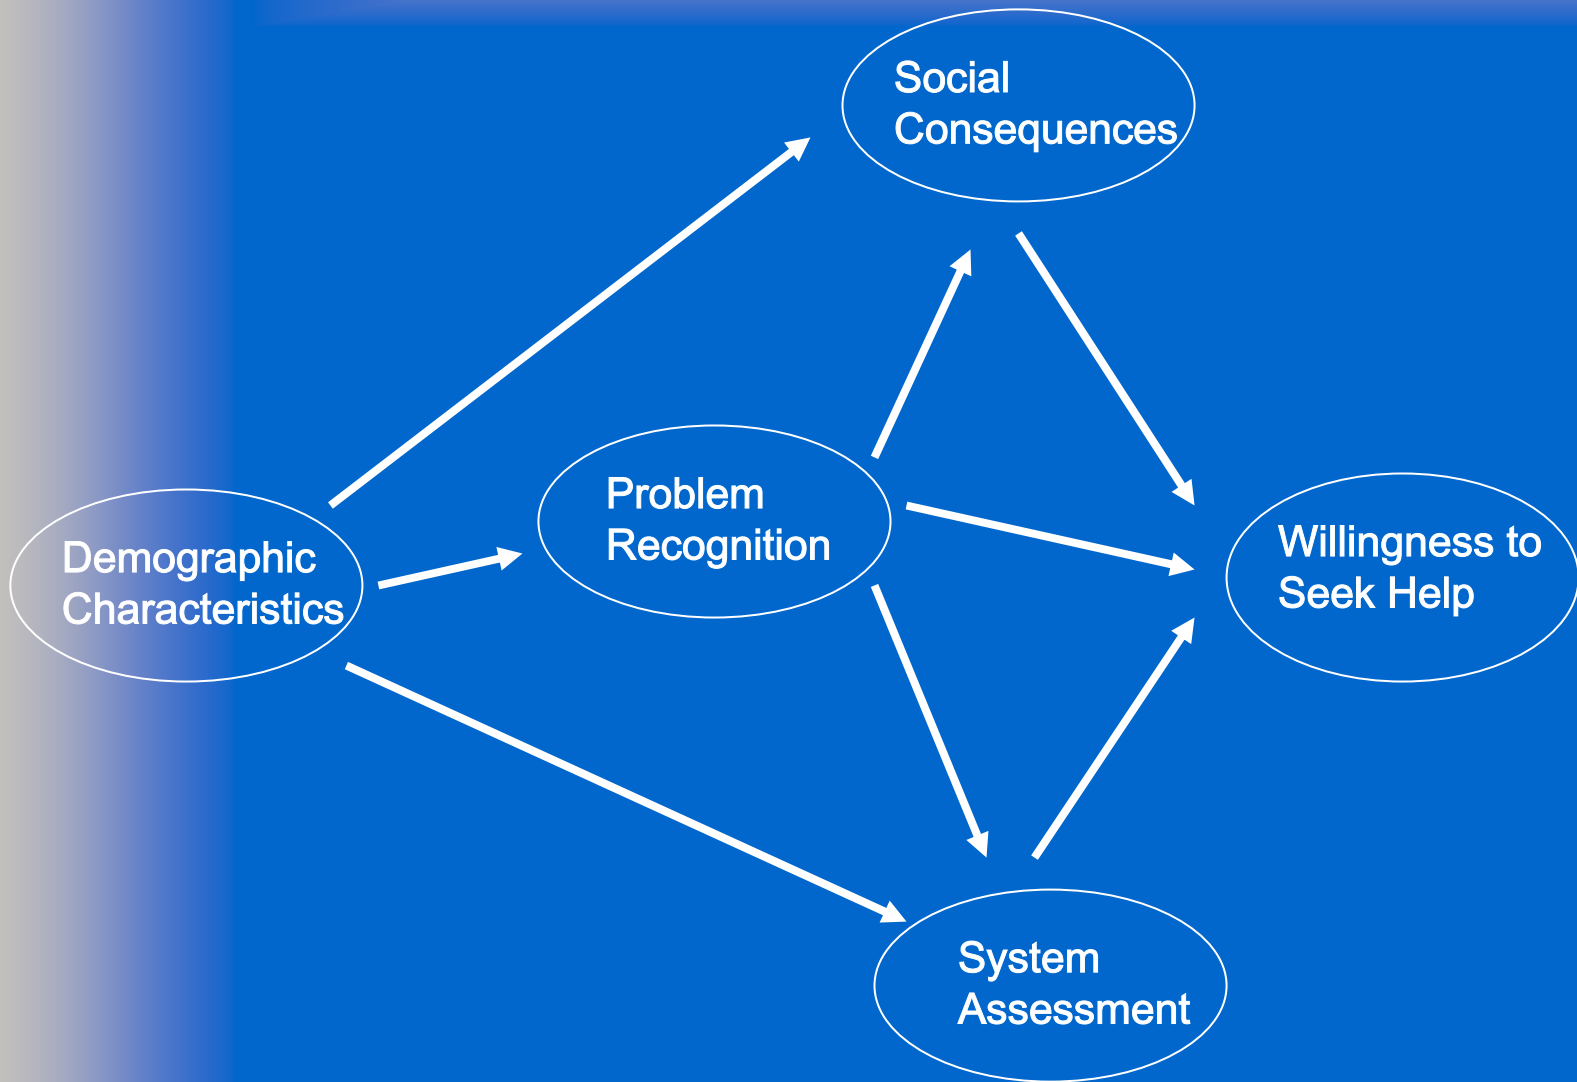 Social
Consequences
Problem
Recognition
Demographic
Characteristics
Willingness to
Seek Help
System
Assessment